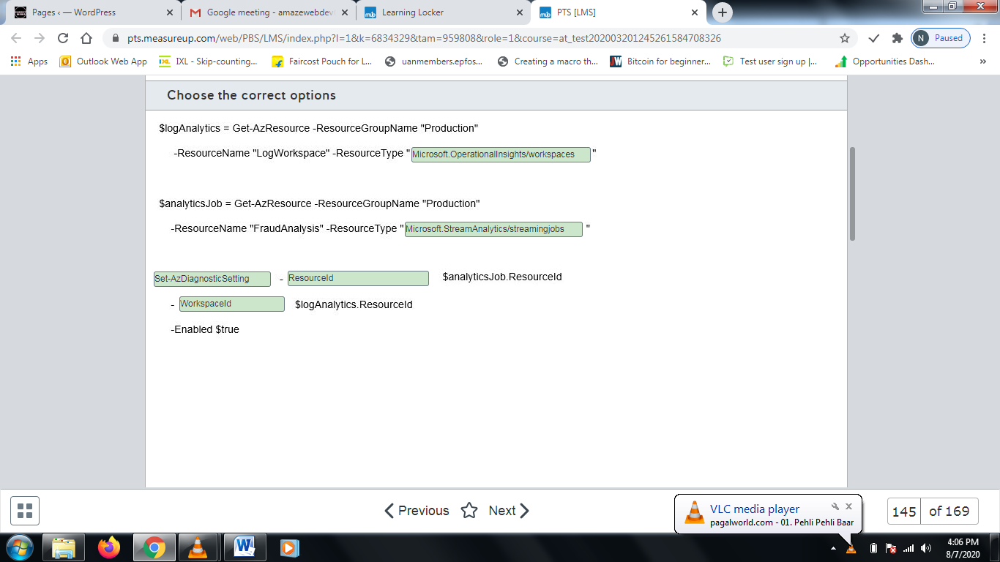 Pages ‹ — WordPress
Google meeting - amazewebdev
Learning Locker
PTS [LMS]
pts.measureup.com/web/PBS/LMS/index.php?l=1&k=6834329&tam=959808&role=1&course=at_test202003201245261584708326
N Paused
Apps
Outlook Web App
IXL - Skip-counting...
Faircost Pouch for L...
uanmembers.epfos...
Creating a macro th...
Bitcoin for beginner...
Test user sign up |...
Opportunities Dash...
»
Choose the correct options
$logAnalytics = Get-AzResource -ResourceGroupName "Production"
-ResourceName "LogWorkspace" -ResourceType "Microsoft.OperationalInsights/workspaces"
$analyticsJob = Get-AzResource -ResourceGroupName "Production"
-ResourceName "FraudAnalysis" -ResourceType "Microsoft.StreamAnalytics/streamingjobs "
Set-AzDiagnosticSetting - ResourceId $analyticsJob.ResourceId
- WorkspaceId $logAnalytics.ResourceId
-Enabled $true
Previous
Next
145 of 169
VLC media player
pagalworld.com - 01. Pehli Pehli Baar
4:06 PM
8/7/2020